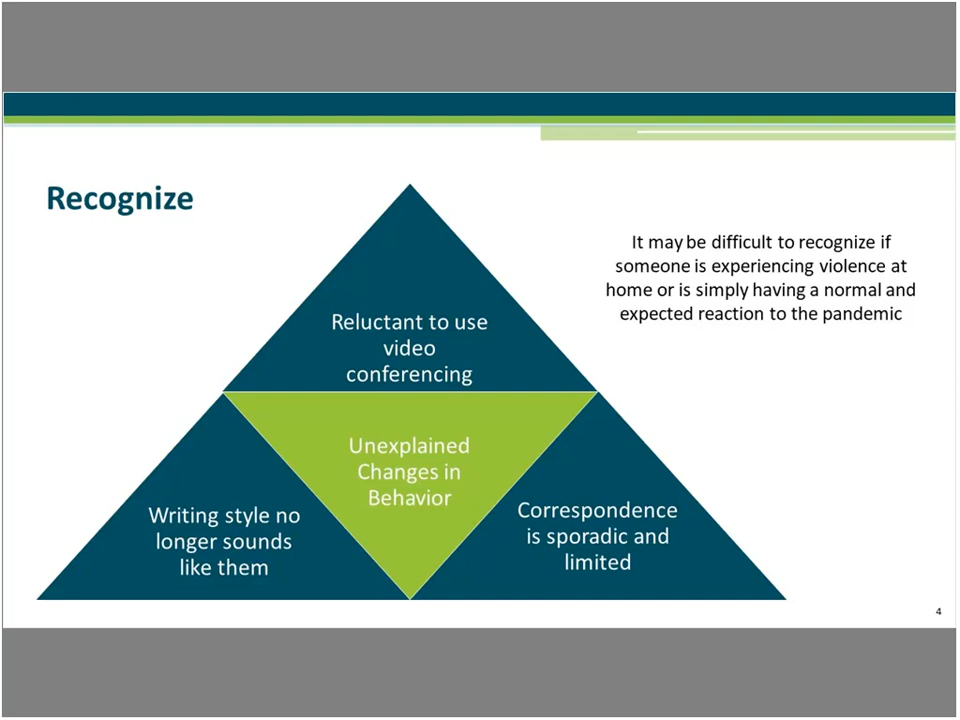 Recognize
It may be difficult to recognize if
someone is experiencing violence at
home or is simply having a normal and
expected reaction to the pandemic
Reluctant to use
video
conferencing
Unexplained
Changes in
Behavior
Writing style no
longer sounds
like them
Correspondence
is sporadic and
limited
4